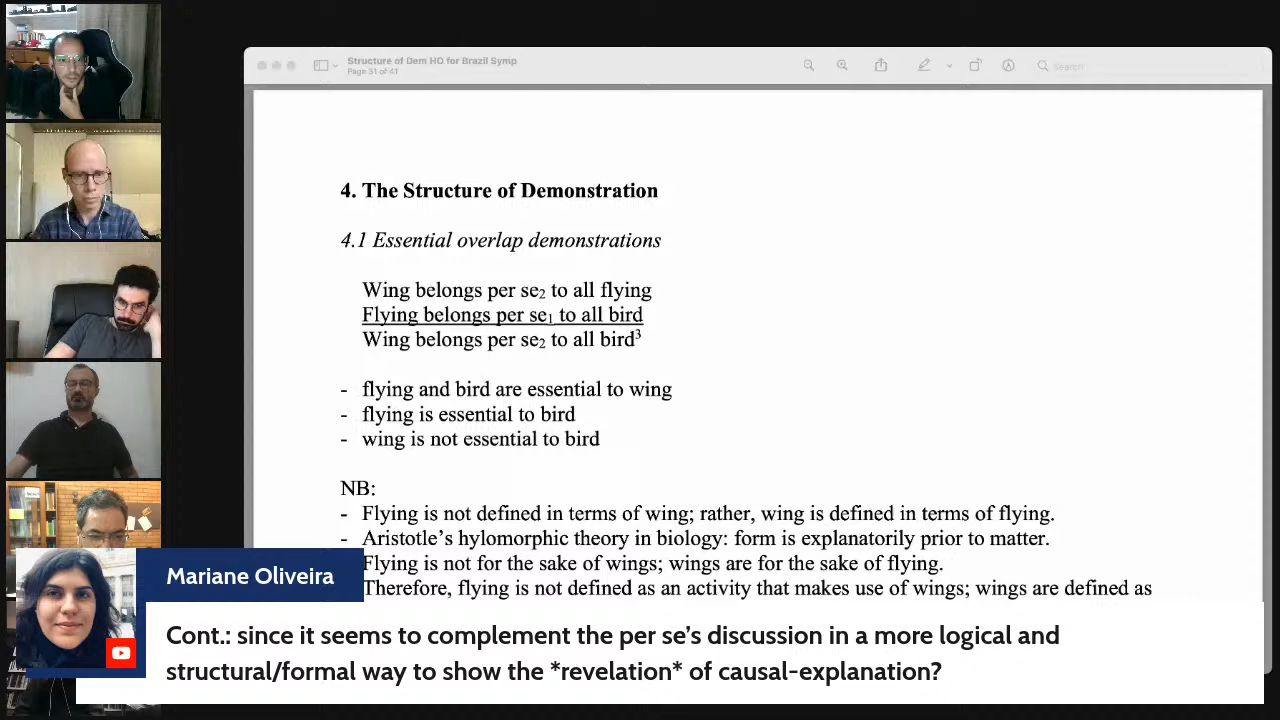 Structure of Dem HO for Brazil Symp
Page 31 of 41
Search
4. The Structure of Demonstration
4.1 Essential overlap demonstrations
Wing belongs per se₂ to all flying
Flying belongs per se₁ to all bird
Wing belongs per se₂ to all bird³
- flying and bird are essential to wing
- flying is essential to bird
- wing is not essential to bird
NB:
- Flying is not defined in terms of wing; rather, wing is defined in terms of flying.
- Aristotle's hylomorphic theory in biology: form is explanatorily prior to matter.
Flying is not for the sake of wings; wings are for the sake of flying.
Therefore, flying is not defined as an activity that makes use of wings; wings are defined as
Mariane Oliveira
Cont.: since it seems to complement the per se's discussion in a more logical and
structural/formal way to show the *revelation* of causal-explanation?